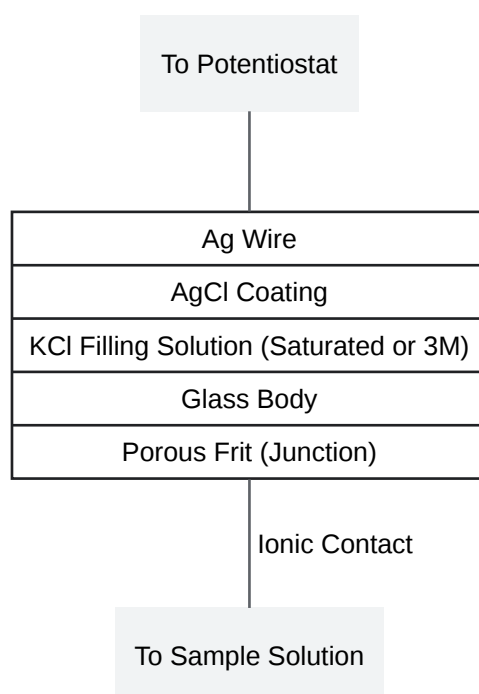 To Potentiostat
Ag Wire
AgCl Coating
KCl Filling Solution (Saturated or 3M)
Glass Body
Porous Frit (Junction)
Ionic Contact
To Sample Solution